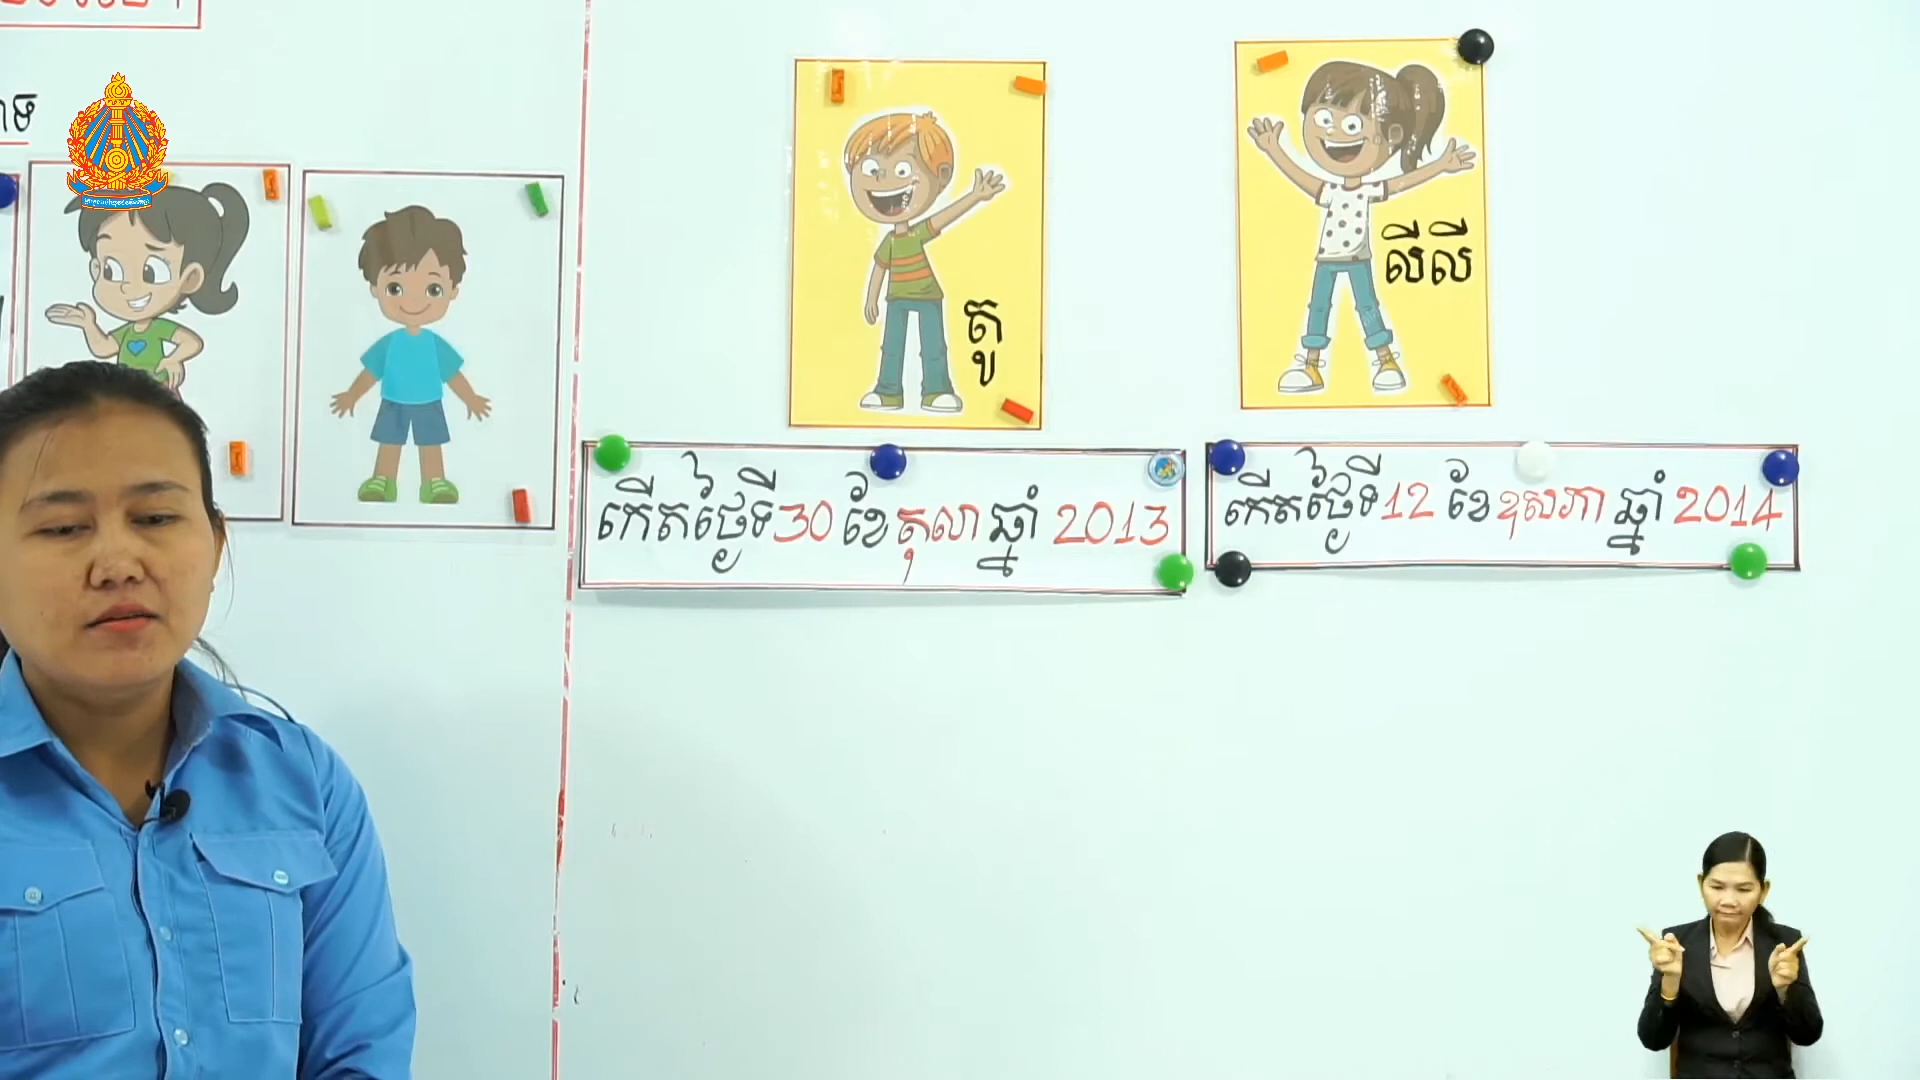 តូ
លីលី
កើតថ្ងៃទី30 ខែតុលា ឆ្នាំ 2013
កើតថ្ងៃទី12 ខែឧសភា ឆ្នាំ 2014